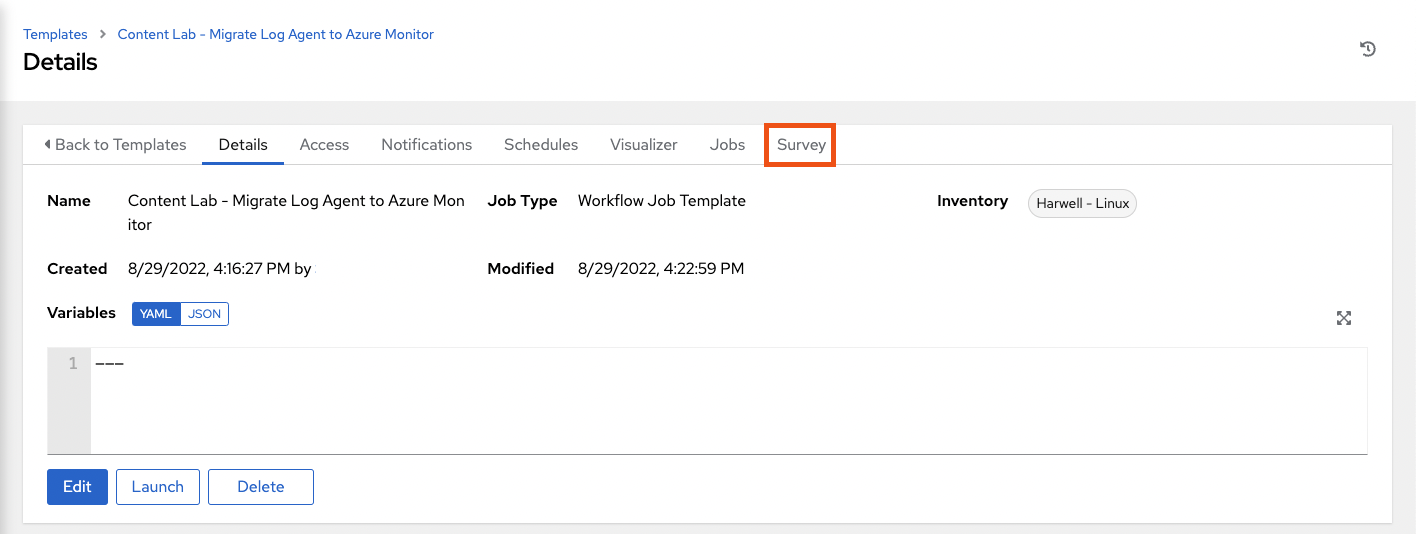 Templates > Content Lab - Migrate Log Agent to Azure Monitor
Details
Back to Templates Details Access Notifications Schedules Visualizer Jobs Survey
Name Content Lab - Migrate Log Agent to Azure Mon Job Type Workflow Job Template Inventory Harwell - Linux
itor
Created 8/29/2022, 4:16:27 PM by Modified 8/29/2022, 4:22:59 PM
Variables YAML JSON
1 ---
Edit Launch Delete